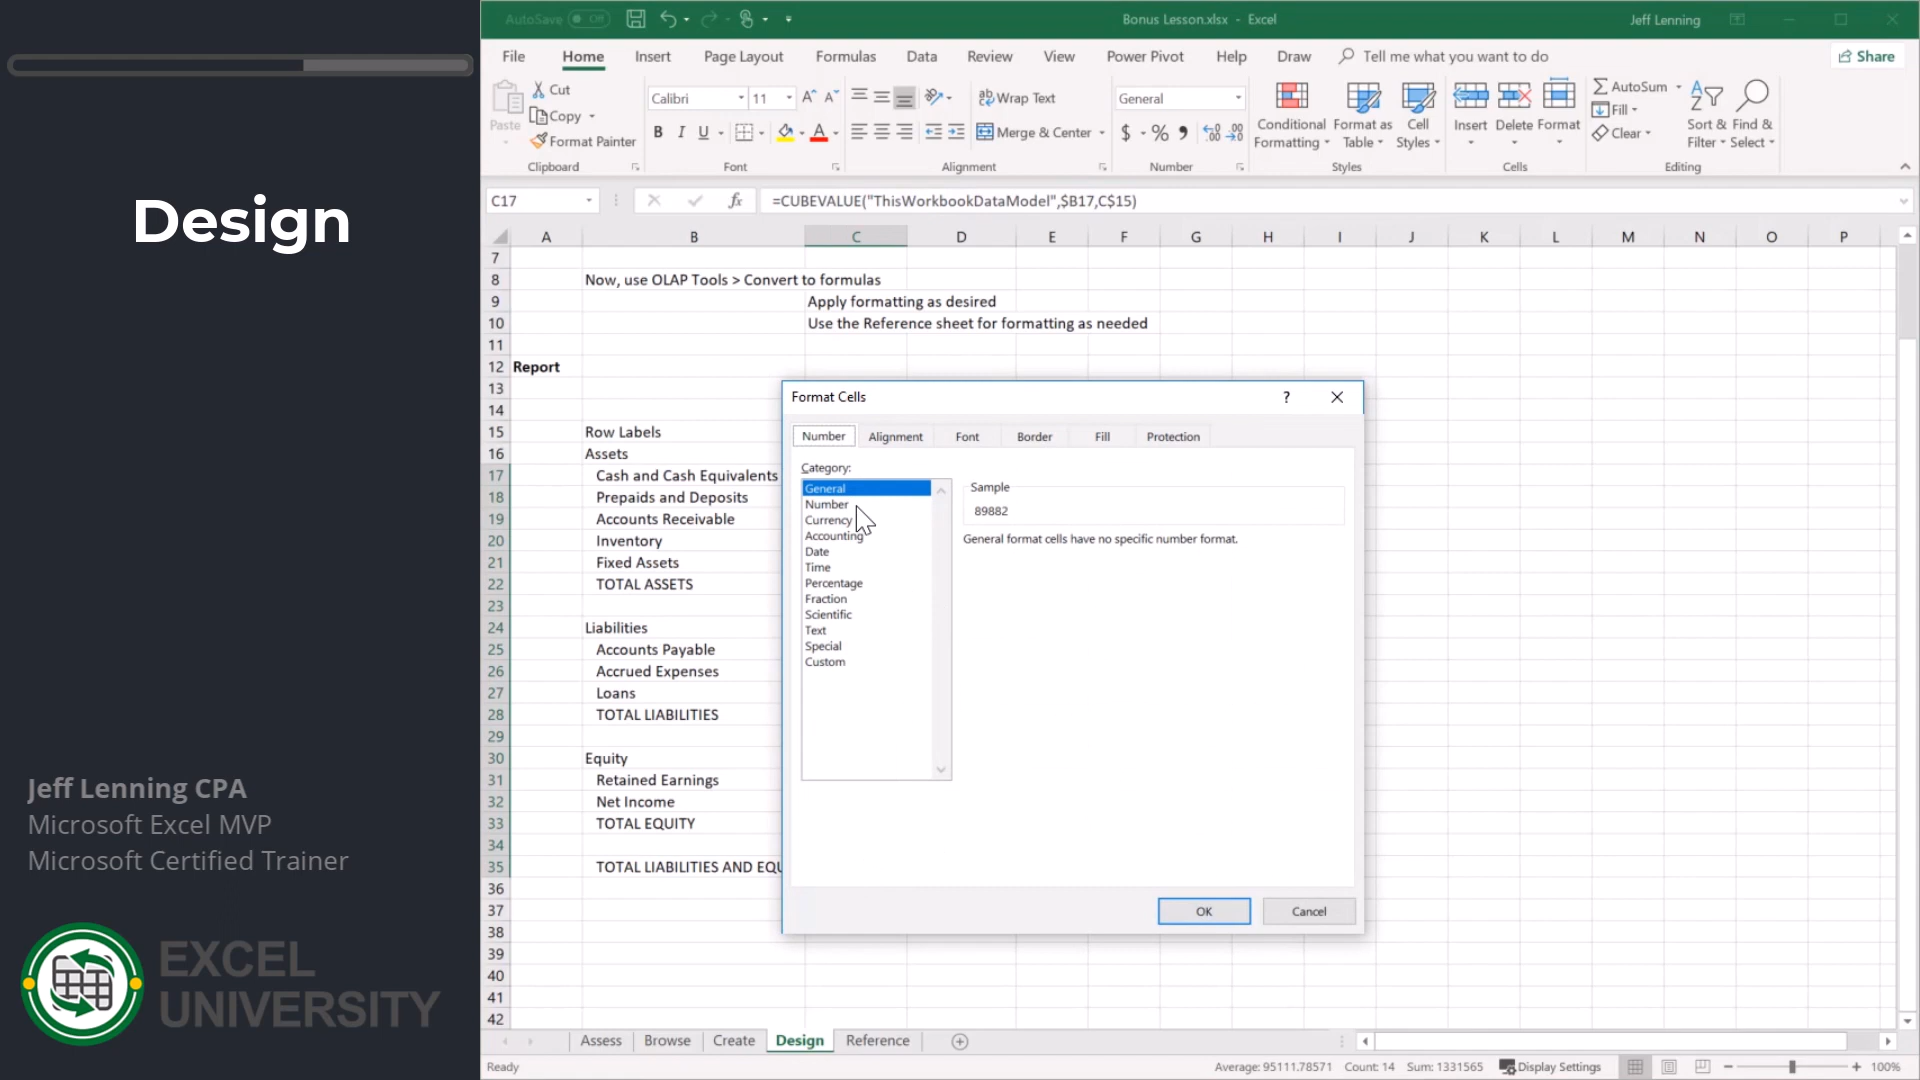 Design
Jeff Lenning CPA
Microsoft Excel MVP
Microsoft Certified Trainer
EXCEL
UNIVERSITY
AutoSave Off
Bonus Lesson.xlsx - Excel
Jeff Lenning
File Home Insert Page Layout Formulas Data Review View Power Pivot Help Draw Tell me what you want to do Share
Paste
Cut
Copy
Format Painter
Clipboard
Calibri 11
B I U
Font
Wrap Text
Merge & Center
Alignment
General
$ % ,
Number
Conditional Formatting
Format as Table
Cell Styles
Styles
Insert Delete Format
Cells
AutoSum
Fill
Clear
Sort & Filter
Find & Select
Editing
C17
fx
=CUBEVALUE("ThisWorkbookDataModel",$B17,C$15)
A B C D E F G H I J K L M N O P
7
8 Now, use OLAP Tools > Convert to formulas
9 Apply formatting as desired
10 Use the Reference sheet for formatting as needed
11
12 Report
13
14
15 Row Labels
16 Assets
17 Cash and Cash Equivalents
18 Prepaids and Deposits
19 Accounts Receivable
20 Inventory
21 Fixed Assets
22 TOTAL ASSETS
23
24 Liabilities
25 Accounts Payable
26 Accrued Expenses
27 Loans
28 TOTAL LIABILITIES
29
30 Equity
31 Retained Earnings
32 Net Income
33 TOTAL EQUITY
34
35 TOTAL LIABILITIES AND EQU
36
37
38
39
40
41
42
Format Cells ?
Number Alignment Font Border Fill Protection
Category:
General
Number
Currency
Accounting
Date
Time
Percentage
Fraction
Scientific
Text
Special
Custom
Sample
89882
General format cells have no specific number format.
OK Cancel
Assess Browse Create Design Reference
Ready
Average: 95111.78571 Count: 14 Sum: 1331565 Display Settings 100%